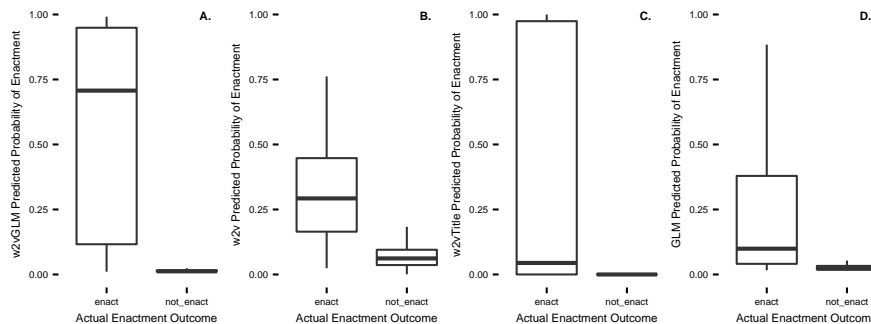 A.
w2vGLM Predicted Probability of Enactment
1.00
0.75
0.50
0.25
0.00
enact
not_enact
Actual Enactment Outcome
B.
w2v Predicted Probability of Enactment
1.00
0.75
0.50
0.25
0.00
enact
not_enact
Actual Enactment Outcome
C.
w2vTitle Predicted Probability of Enactment
1.00
0.75
0.50
0.25
0.00
enact
not_enact
Actual Enactment Outcome
D.
GLM Predicted Probability of Enactment
1.00
0.75
0.50
0.25
0.00
enact
not_enact
Actual Enactment Outcome